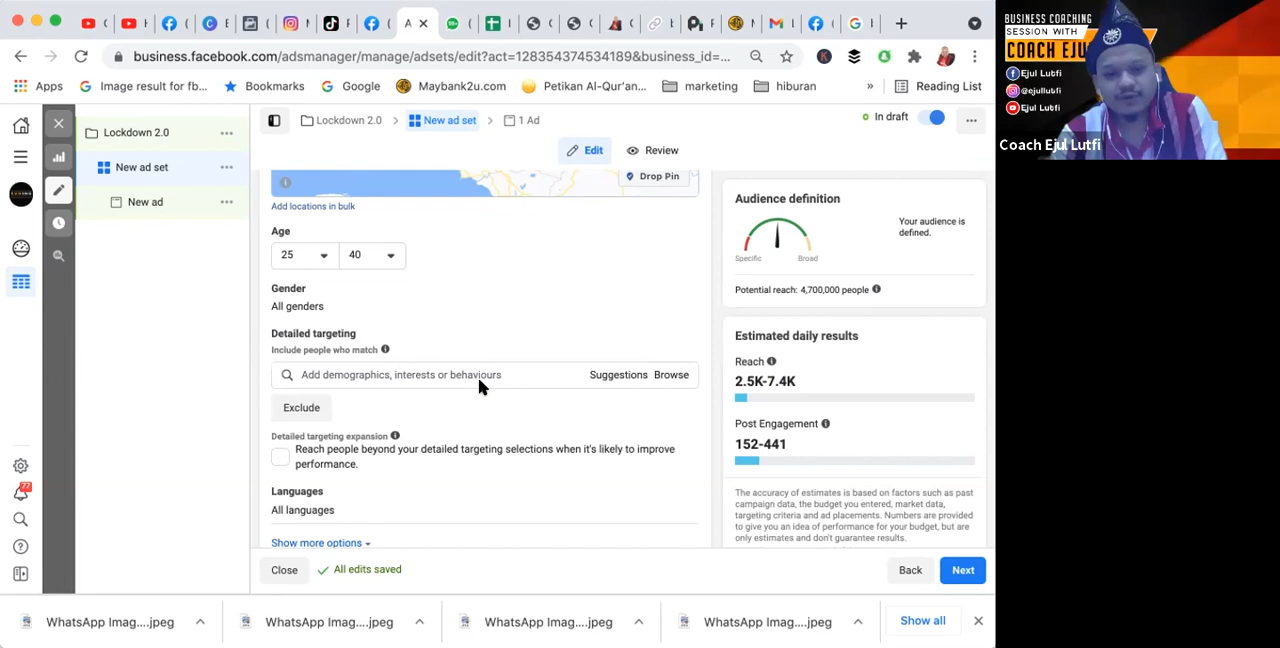 A
business.facebook.com/adsmanager/manage/adsets/edit?act=128354374534189&business_id=...
Apps
Image result for fb...
Bookmarks
Google
Maybank2u.com
Petikan Al-Qur'an...
marketing
hiburan
»
Reading List
Lockdown 2.0
New ad set
New ad
Lockdown 2.0
New ad set
1 Ad
In draft
Edit
Review
Drop Pin
Add locations in bulk
Age
25
40
Gender
All genders
Detailed targeting
Include people who match
Add demographics, interests or behaviours
Suggestions
Browse
Exclude
Detailed targeting expansion
Reach people beyond your detailed targeting selections when it's likely to improve
performance.
Languages
All languages
Show more options
Close
All edits saved
Back
Next
Audience definition
Your audience is
defined.
Specific
Broad
Potential reach: 4,700,000 people
Estimated daily results
Reach
2.5K-7.4K
Post Engagement
152-441
The accuracy of estimates is based on factors such as past
campaign data, the budget you entered, market data,
targeting criteria and ad placements. Numbers are provided
to give you an idea of performance for your budget, but are
only estimates and don't guarantee results.
77
WhatsApp Imag....jpeg
WhatsApp Imag....jpeg
WhatsApp Imag....jpeg
WhatsApp Imag....jpeg
Show all
BUSINESS COACHING
SESSION WITH
COACH EJU
Ejul Lutfi
@ejullutfi
Ejul Lutfi
Coach Ejul Lutfi